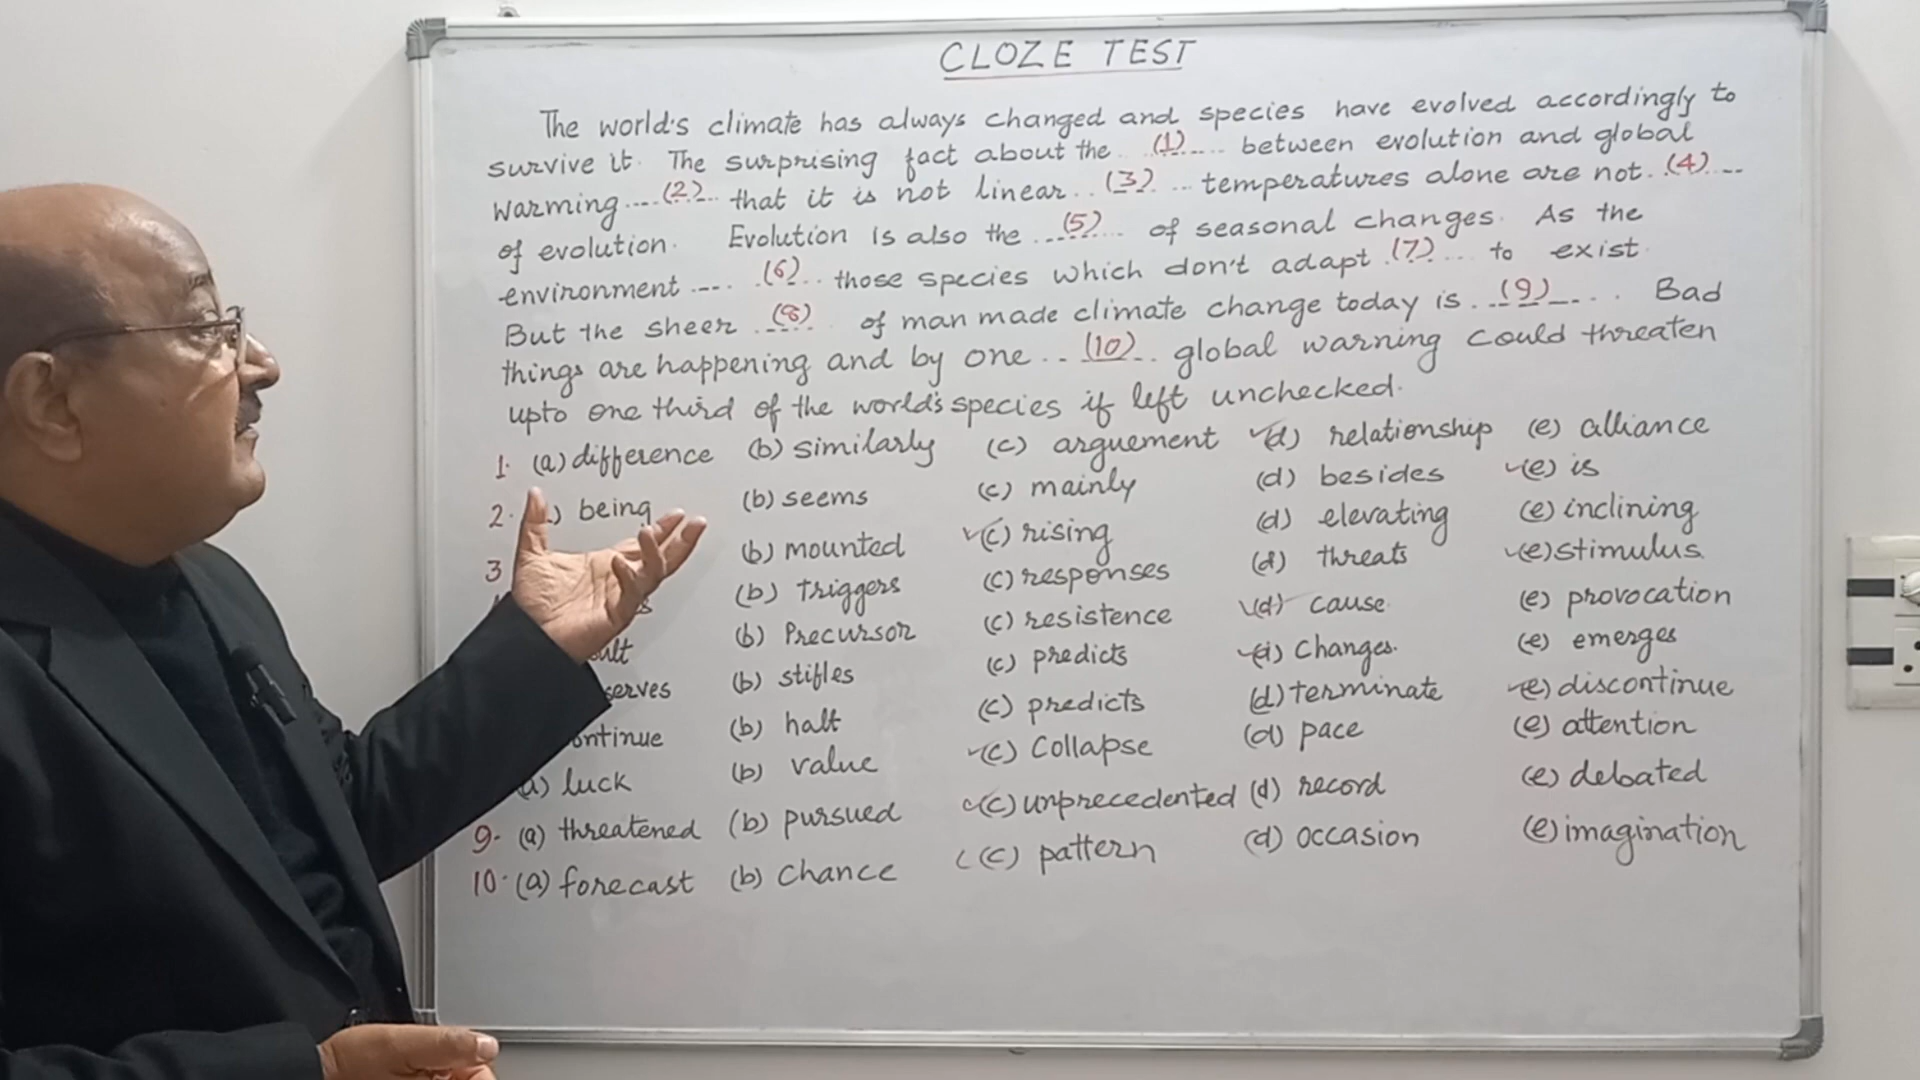 CLOZE TEST
The world's climate has always changed and species have evolved accordingly to
survive it. The surprising fact about the ..(1).... between evolution and global
warming ....(2)... that it is not linear..(3)... temperatures alone are not.(4)...
of evolution. Evolution is also the ...(5)... of seasonal changes. As the
environment .... .(6).. those species which don't adapt .(7)... to exist.
But the sheer ..(8).. of man made climate change today is ..(9)..... Bad
things are happening and by one ..(10).. global warning could threaten
upto one third of the world's species if left unchecked.
1. (a) difference (b) similarly (c) arguement (d) relationship (e) alliance
2. ) being (b) seems (c) mainly (d) besides (e) is
3 (b) mounted (c) rising (d) elevating (e) inclining
(b) triggers (c) responses (d) threats (e) stimulus.
ult (b) Precursor (c) resistence (d) cause. (e) provocation
serves (b) stifles (c) predicts (d) Changes. (e) emerges
ontinue (b) halt (c) predicts (d) terminate (e) discontinue
(a) luck (b) value (c) Collapse (d) pace (e) attention
9. (a) threatened (b) pursued (c) unprecedented (d) record (e) debated
10. (a) forecast (b) Chance (c) pattern (d) occasion (e) imagination